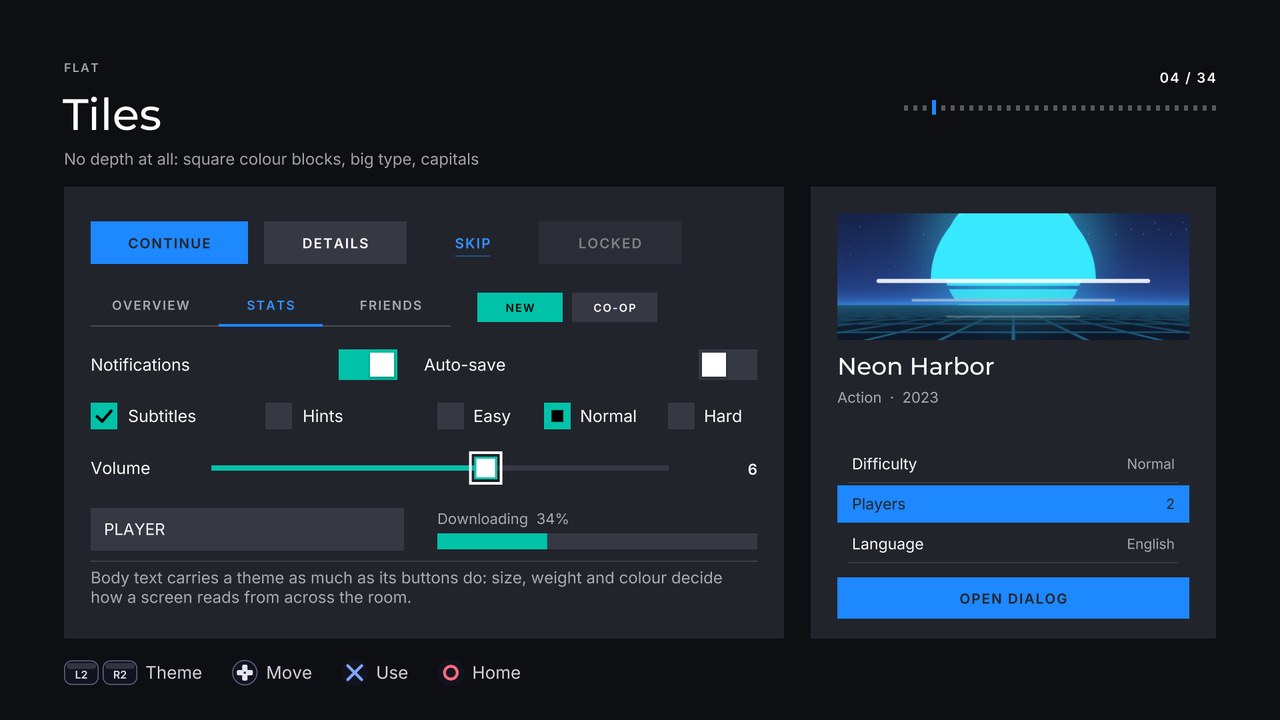 FLAT
04 / 34
Tiles
No depth at all: square colour blocks, big type, capitals
CONTINUE
DETAILS
SKIP
LOCKED
OVERVIEW
STATS
FRIENDS
NEW
CO-OP
Notifications
Auto-save
Subtitles
Hints
Easy
Normal
Hard
Volume
6
PLAYER
Downloading 34%
Body text carries a theme as much as its buttons do: size, weight and colour decide
how a screen reads from across the room.
Neon Harbor
Action · 2023
Difficulty Normal
Players 2
Language English
OPEN DIALOG
L2 R2 Theme
Move
Use
Home